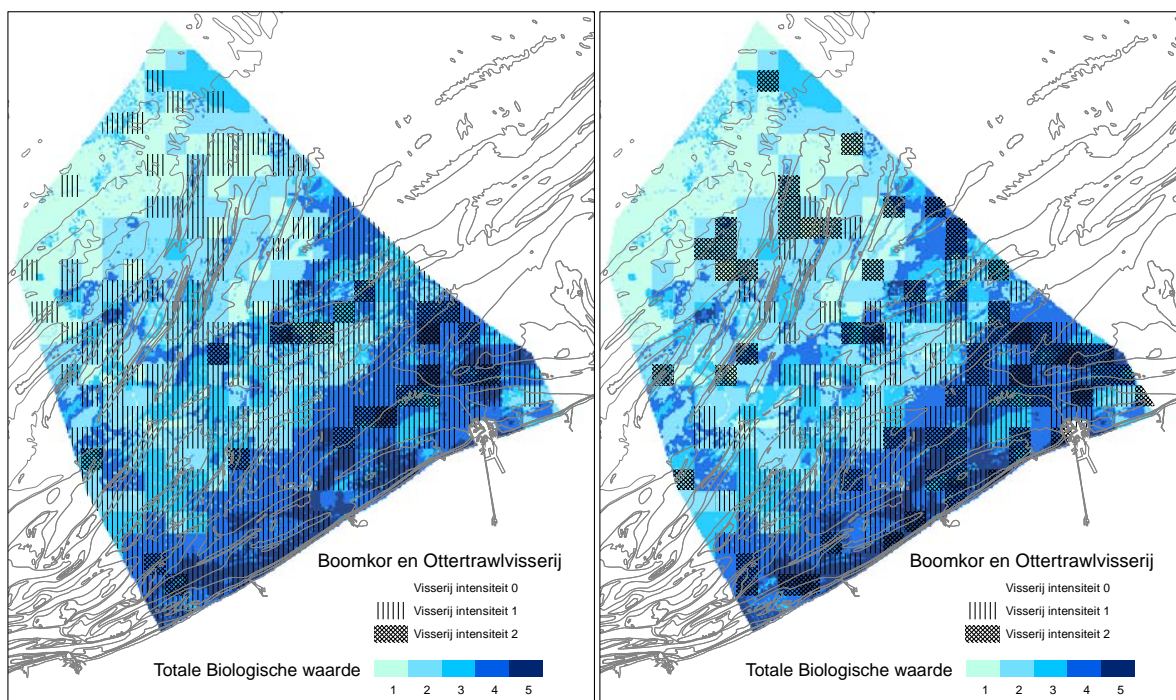 Boomkor en Ottertrawlvisserij
Visserij intensiteit 0
Visserij intensiteit 1
Visserij intensiteit 2
Totale Biologische waarde
1 2 3 4 5
Boomkor en Ottertrawlvisserij
Visserij intensiteit 0
Visserij intensiteit 1
Visserij intensiteit 2
Totale Biologische waarde
1 2 3 4 5